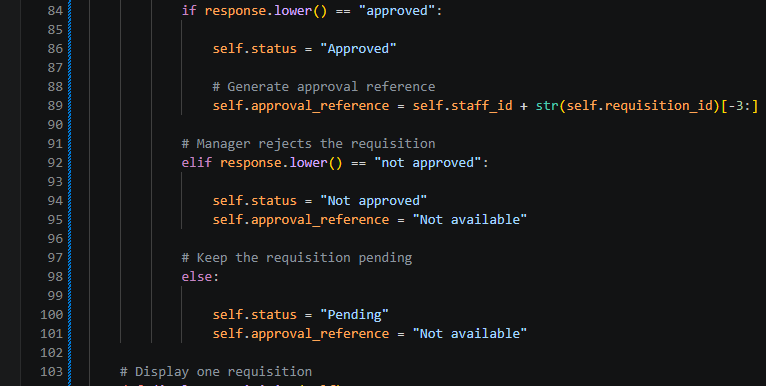 84 if response.lower() == "approved":
85
86 self.status = "Approved"
87
88 # Generate approval reference
89 self.approval_reference = self.staff_id + str(self.requisition_id)[-3:]
90
91 # Manager rejects the requisition
92 elif response.lower() == "not approved":
93
94 self.status = "Not approved"
95 self.approval_reference = "Not available"
96
97 # Keep the requisition pending
98 else:
99
100 self.status = "Pending"
101 self.approval_reference = "Not available"
102
103 # Display one requisition